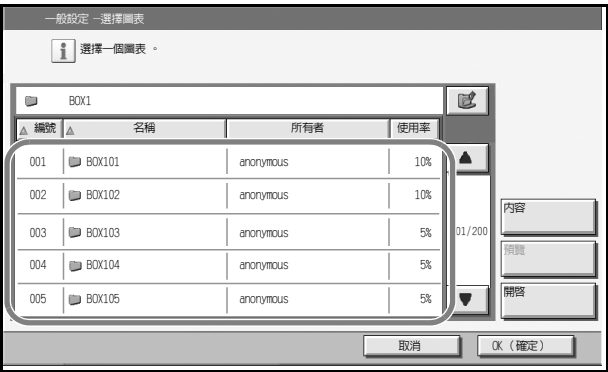 一般設定 –選擇圖表
選擇一個圖表 。
BOX1
編號 名稱 所有者 使用率
001 BOX101 anonymous 10%
002 BOX102 anonymous 10%
003 BOX103 anonymous 5%
01/200
內容
004 BOX104 anonymous 5%
預覽
005 BOX105 anonymous 5%
開啓
取消 OK (確定)